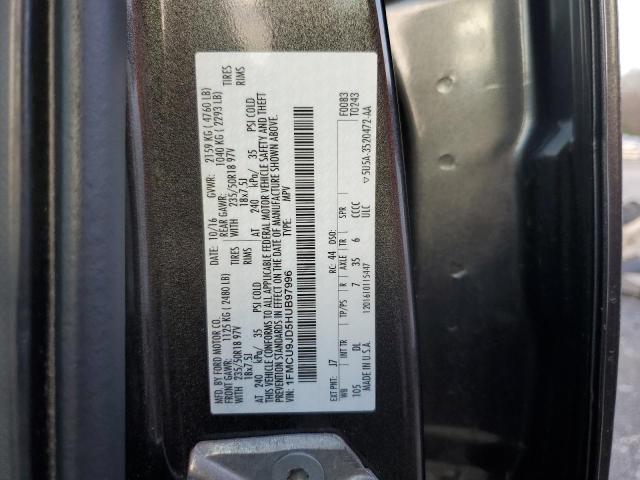 MFD. BY FORD MOTOR CO.
DATE: 10/16 GVWR: 2159 KG ( 4760 LB)
FRONT GAWR: 1125 KG ( 2480 LB) REAR GAWR: 1040 KG ( 2293 LB)
WITH 235/50R18 97V TIRES WITH 235/50R18 97V TIRES
18x7.5J RIMS 18x7.5J RIMS
AT 240 kPa/ 35 PSI COLD AT 240 kPa/ 35 PSI COLD
THIS VEHICLE CONFORMS TO ALL APPLICABLE FEDERAL MOTOR VEHICLE SAFETY AND THEFT
PREVENTION STANDARDS IN EFFECT ON THE DATE OF MANUFACTURE SHOWN ABOVE.
VIN: 1FMCU9JD5HUB97996
TYPE: MPV
F0083
T0243
EXT PNT: J7 RC: 44 DSO:
WB INT TR TP/PS R AXLE TR SPR
105 DL 7 35 6 CCCC
MADE IN U.S.A. 1201610115447 ULC
▽5U5A-3520472-AA